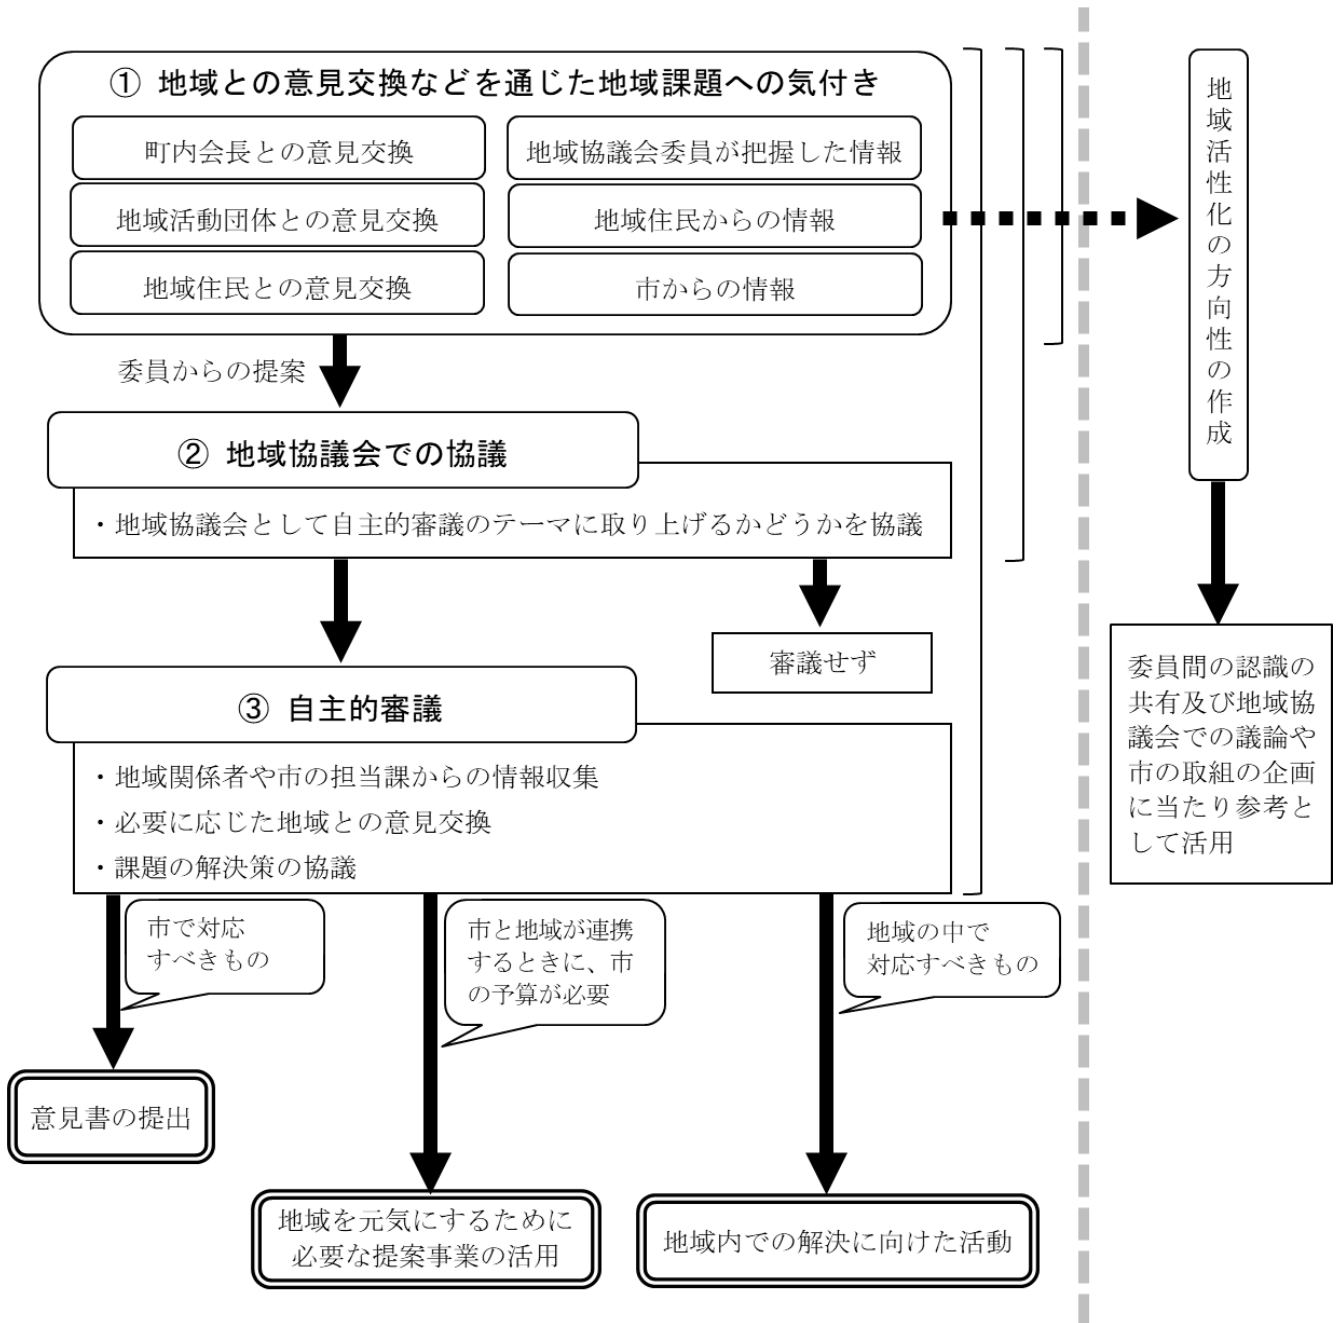 ① 地域との意見交換などを通じた地域課題への気付き
町内会長との意見交換
地域協議会委員が把握した情報
地域活動団体との意見交換
地域住民からの情報
地域住民との意見交換
市からの情報
委員からの提案
② 地域協議会での協議
・地域協議会として自主的審議のテーマに取り上げるかどうかを協議
審議せず
③ 自主的審議
・地域関係者や市の担当課からの情報収集
・必要に応じた地域との意見交換
・課題の解決策の協議
市で対応
すべきもの
市と地域が連携
するときに、市
の予算が必要
地域の中で
対応すべきもの
意見書の提出
地域を元気にするために
必要な提案事業の活用
地域内での解決に向けた活動
地域活性化の方向性の作成
委員間の認識の
共有及び地域協
議会での議論や
市の取組の企画
に当たり参考と
して活用